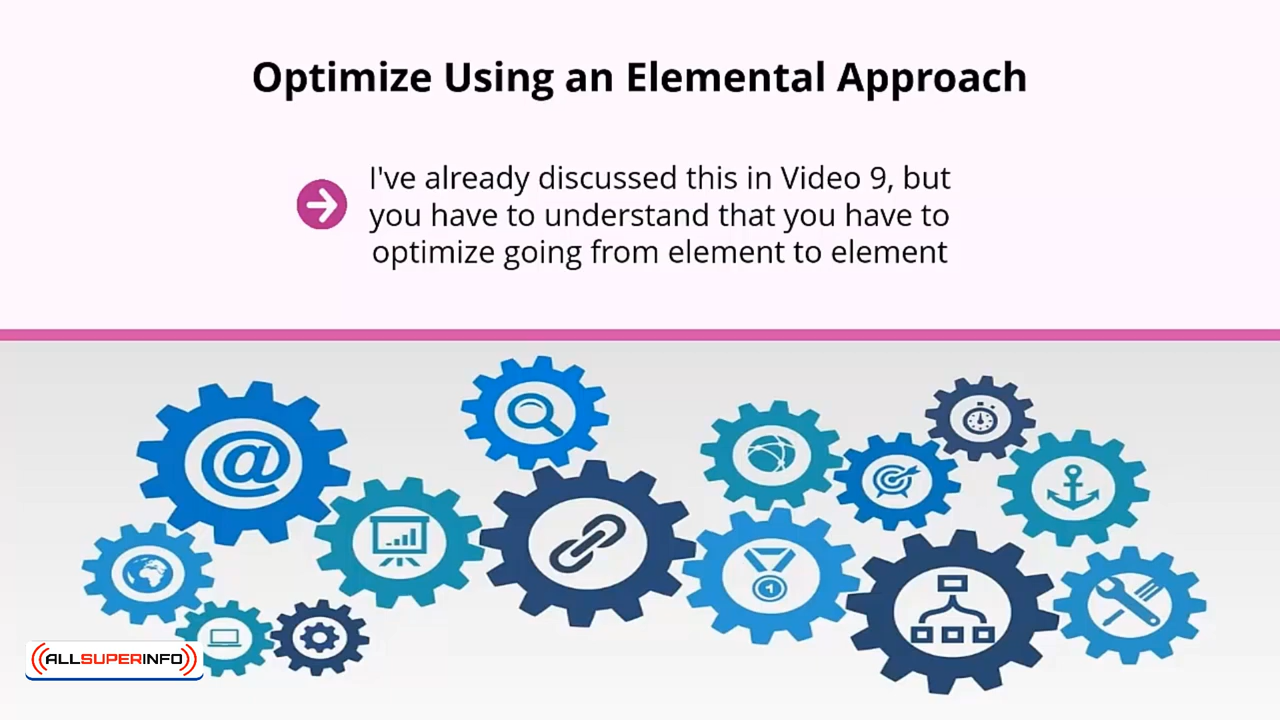 Optimize Using an Elemental Approach
I've already discussed this in Video 9, but
you have to understand that you have to
optimize going from element to element
@
1
ALLSUPERINFO